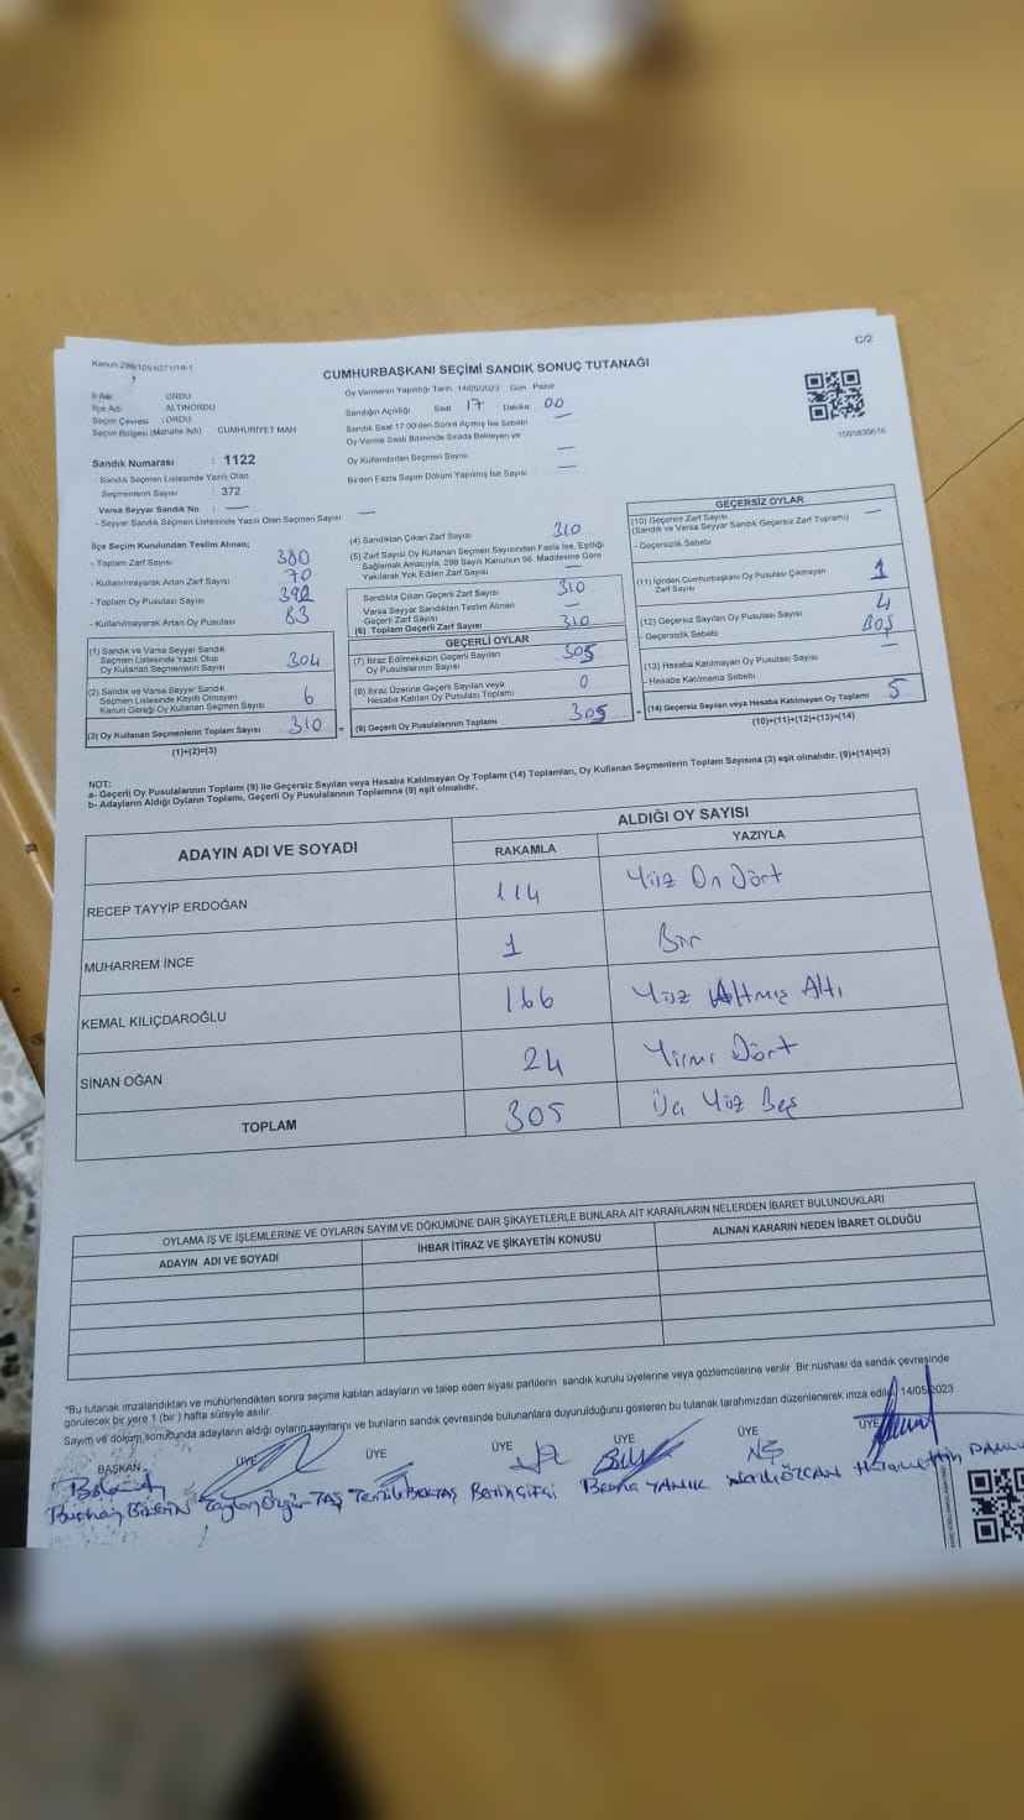 C/2
CUMHURBAŞKANI SEÇİMİ SANDIK SONUÇ TUTANAĞI
İl Adı : ORDU
İlçe Adı : ALTINORDU
Seçim Çevresi : ORDU
Seçim Bölgesi (Mahalle Adı) CUMHURİYET MAH
Sandık Numarası : 1122
Sandık Seçmen Listesinde Yazılı Olan
Seçmenlerin Sayısı : 372
Varsa Seyyar Sandık No : —
- Seyyar Sandık Seçmen Listesinde Yazılı Olan Seçmen Sayısı —
Oy Vermenin Yapıldığı Tarih 14/05/2023 Gün Pazar
Sandığın Açıldığı Saat 17 Dakika 00
Sandık Saat 17:00'den Sonra Açılmış İse Sebebi —
Oy Verme Saati Bitiminde Sırada Bekleyen ve
Oy Kullandırılan Seçmen Sayısı —
Birden Fazla Sayım Döküm Yapılmış İse Sayısı —
İlçe Seçim Kurulundan Teslim Alınan;
- Toplam Zarf Sayısı 380
- Kullanılmayarak Artan Zarf Sayısı 70
- Toplam Oy Pusulası Sayısı 392
- Kullanılmayarak Artan Oy Pusulası 83
(1) Sandık ve Varsa Seyyar Sandık
Seçmen Listesinde Yazılı Olup
Oy Kullanan Seçmenlerin Sayısı 304
(2) Sandık ve Varsa Seyyar Sandık
Seçmen Listesinde Kaydı Olmayan
Kanun Gereği Oy Kullanan Seçmen Sayısı 6
(3) Oy Kullanan Seçmenlerin Toplam Sayısı 310
(1)+(2)=(3)
(4) Sandıktan Çıkan Zarf Sayısı 310
(5) Zarf Sayısı Oy Kullanan Seçmen Sayısından Fazla İse, Eşitliği
Sağlamak Amacıyla, 298 Sayılı Kanunun 98. Maddesine Göre
Yakılarak Yok Edilen Zarf Sayısı —
Sandıkta Çıkan Geçerli Zarf Sayısı 310
Varsa Seyyar Sandıktan Teslim Alınan
Geçerli Zarf Sayısı —
(6) Toplam Geçerli Zarf Sayısı 310
GEÇERLİ OYLAR
(7) İtiraz Edilmeksizin Geçerli Sayılan
Oy Pusulalarının Sayısı 305
(8) İtiraz Üzerine Geçerli Sayılan veya
Hesaba Katılan Oy Pusulası Toplamı 0
(9) Geçerli Oy Pusulalarının Toplamı 305
GEÇERSİZ OYLAR
(10) Geçersiz Zarf Sayısı —
(Sandık ve Varsa Seyyar Sandık Geçersiz Zarf Toplamı)
- Geçersizlik Sebebi
(11) İçinden Cumhurbaşkanı Oy Pusulası Çıkmayan
Zarf Sayısı 1
(12) Geçersiz Sayılan Oy Pusulası Sayısı 4
- Geçersizlik Sebebi BOŞ
(13) Hesaba Katılmayan Oy Pusulası Sayısı —
- Hesaba Katılmama Sebebi
(14) Geçersiz Sayılan veya Hesaba Katılmayan Oy Toplamı 5
(10)+(11)+(12)+(13)=(14)
NOT:
a- Geçerli Oy Pusulalarının Toplamı (9) ile Geçersiz Sayılan veya Hesaba Katılmayan Oy Toplamı (14) Toplamları, Oy Kullanan Seçmenlerin Toplam Sayısına (3) eşit olmalıdır. (9)+(14)=(3)
b- Adayların Aldığı Oyların Toplamı, Geçerli Oy Pusulalarının Toplamına (9) eşit olmalıdır.
ADAYIN ADI VE SOYADI
ALDIĞI OY SAYISI
RAKAMLA YAZIYLA
RECEP TAYYİP ERDOĞAN 114 Yüz On Dört
MUHARREM İNCE 1 Bir
KEMAL KILIÇDAROĞLU 166 Yüz Altmış Altı
SİNAN OĞAN 24 Yirmi Dört
TOPLAM 305 Üç Yüz Beş
OYLAMA İŞ VE İŞLEMLERİNE VE OYLARIN SAYIM VE DÖKÜMÜNE DAİR ŞİKAYETLERLE BUNLARA AİT KARARLARIN NELERDEN İBARET BULUNDUKLARI
ADAYIN ADI VE SOYADI İHBAR İTİRAZ VE ŞİKAYETİN KONUSU ALINAN KARARIN NEDEN İBARET OLDUĞU
*Bu tutanak imzalandıktan ve mühürlendikten sonra seçime katılan adayların ve talep eden siyasi partilerin sandık kurulu üyelerine veya gözlemcilerine verilir. Bir nüshası da sandık çevresinde
görülecek bir yere 1 (bir) hafta süreyle asılır.
Sayım ve döküm sonucunda adayların aldığı oyların sayılarını ve bunların sandık çevresinde bulunanlara duyurulduğunu gösteren bu tutanak tarafımızdan düzenlenerek imza edildi 14/05/2023
BAŞKAN ÜYE ÜYE ÜYE ÜYE ÜYE ÜYE
TAŞ YANIK ÖZCAN